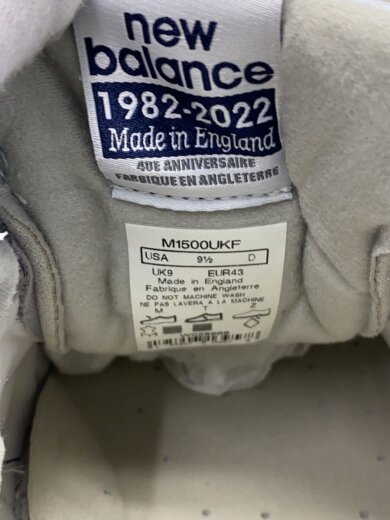 new
balance
1982-2022
Made in England
40E ANNIVERSAIRE
FABRIQUE EN ANGLETERRE
M1500UKF
USA 9½ D
UK9 EUR43
Made in England
Fabrique en Angleterre
DO NOT MACHINE WASH
NE PAS LAVER A LA MACHINE
M T Z